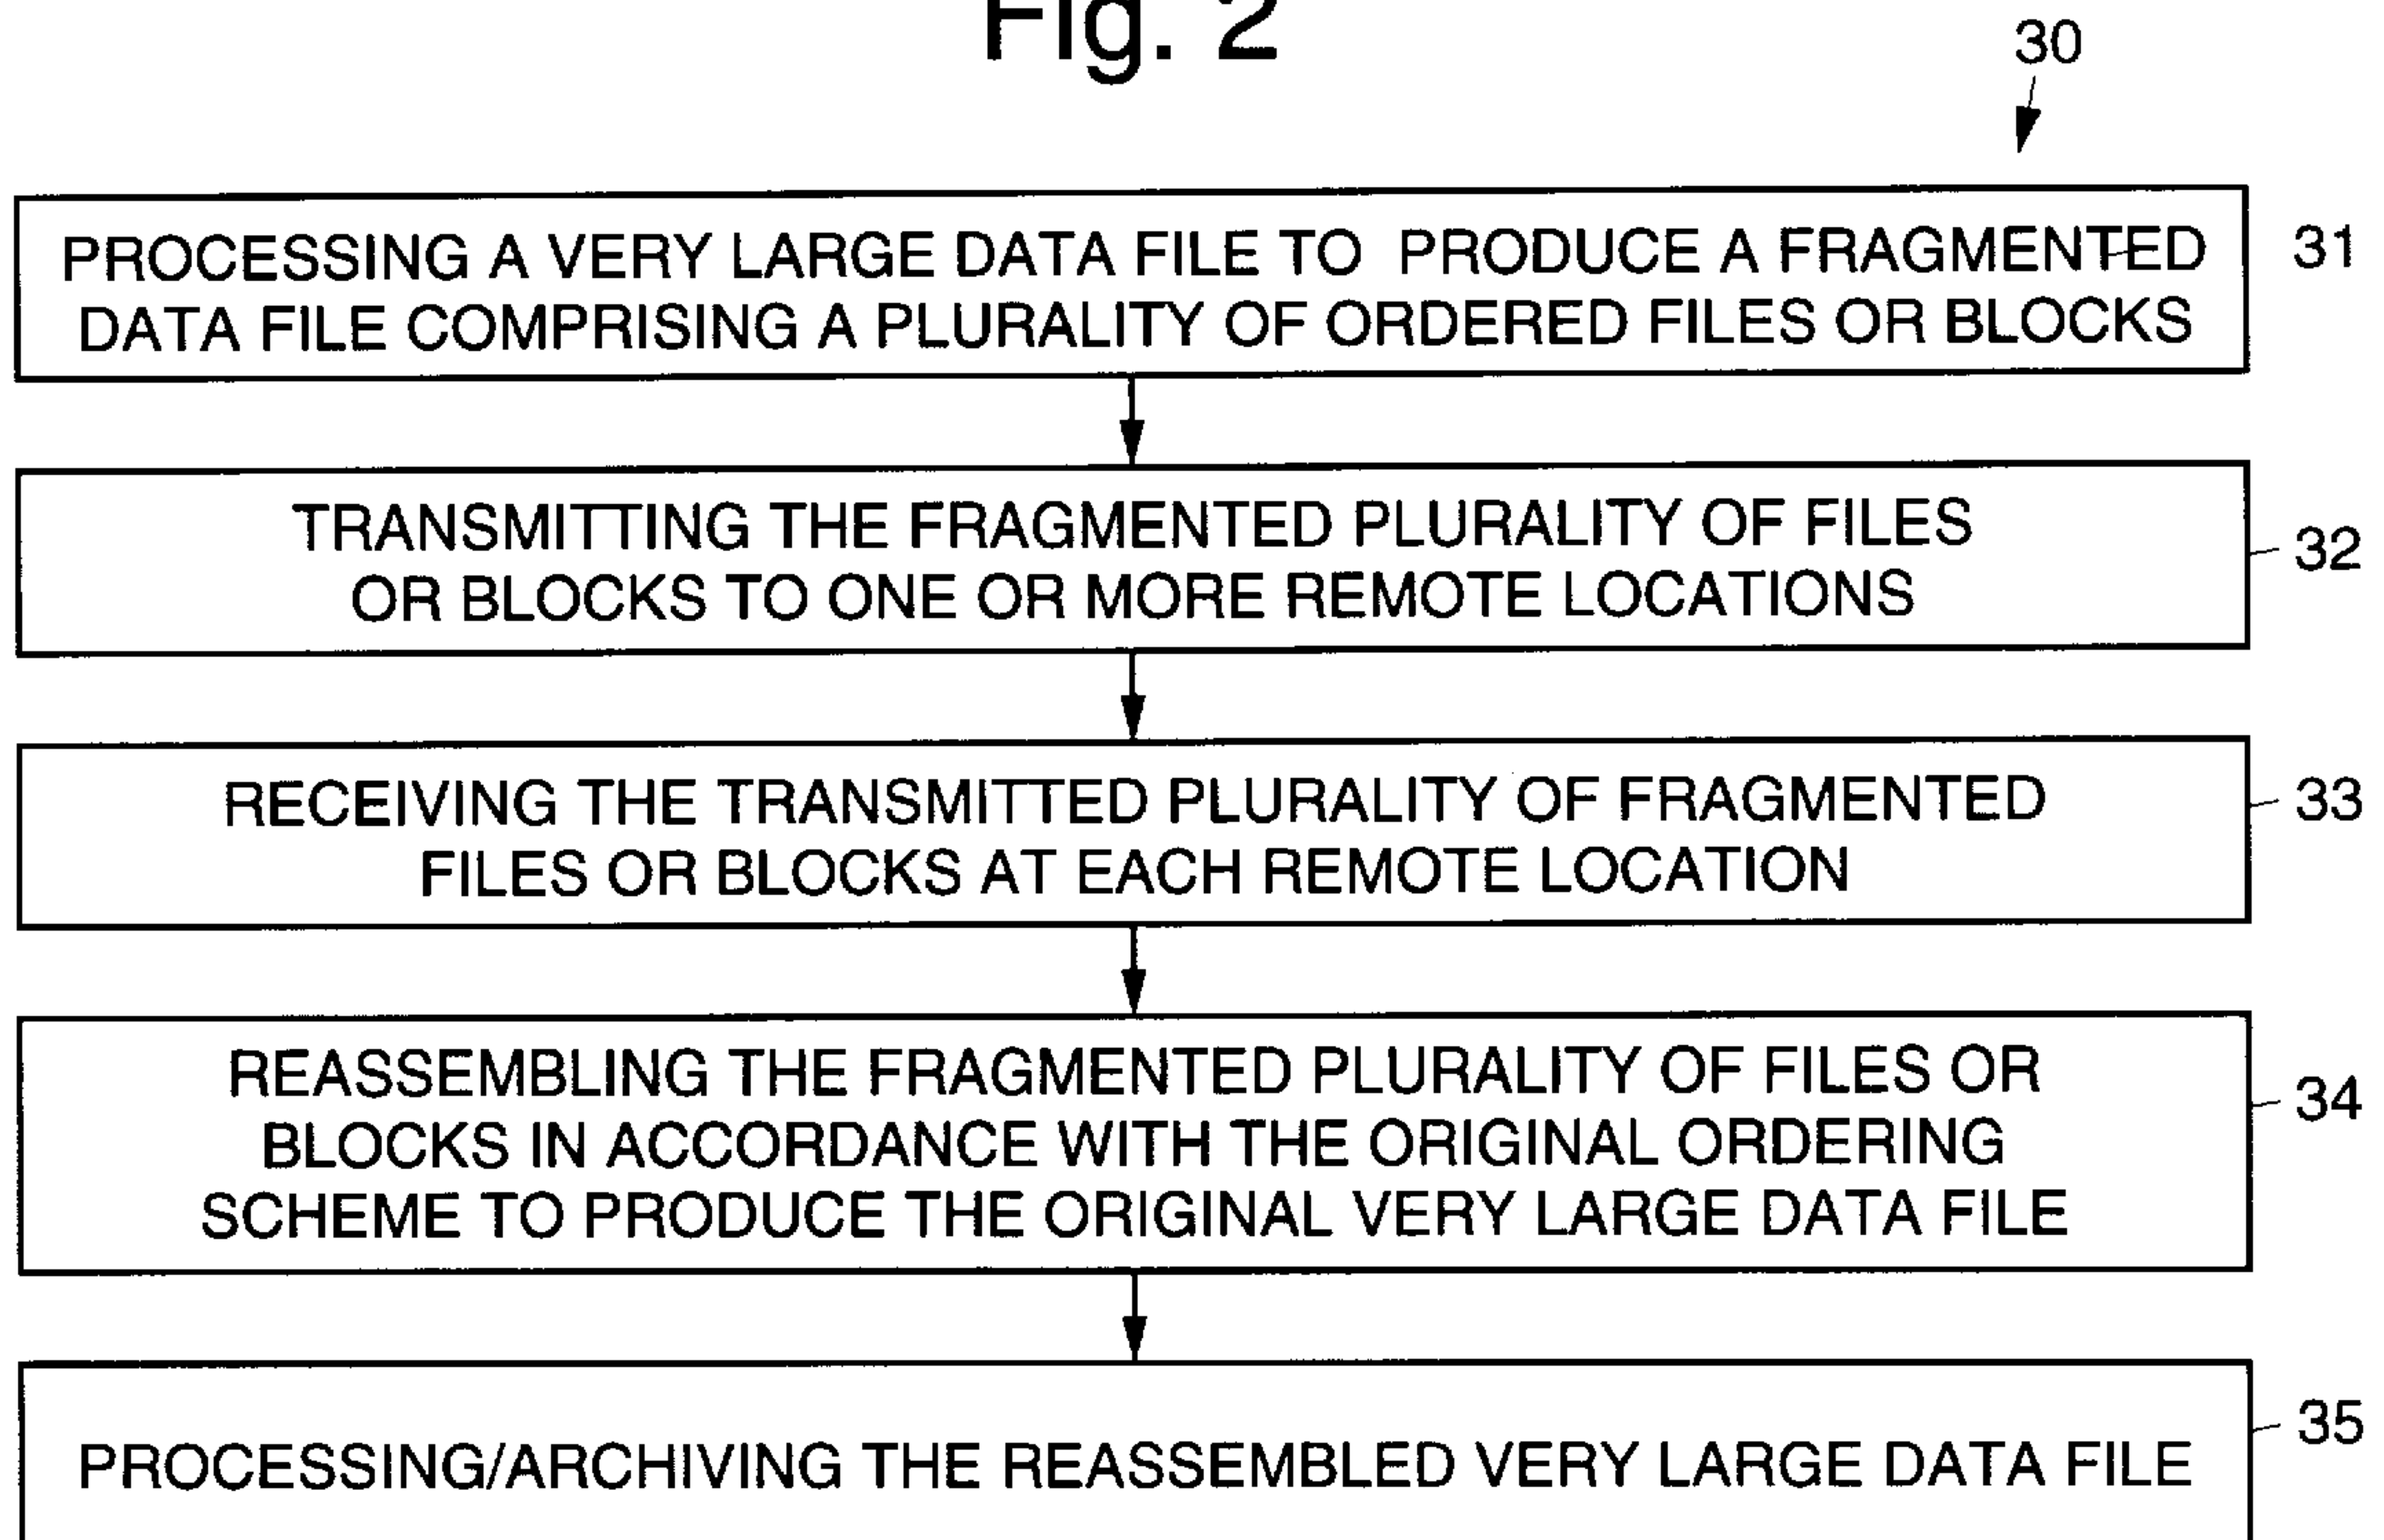 Fig. 2
30
PROCESSING A VERY LARGE DATA FILE TO PRODUCE A FRAGMENTED
DATA FILE COMPRISING A PLURALITY OF ORDERED FILES OR BLOCKS
31
TRANSMITTING THE FRAGMENTED PLURALITY OF FILES
OR BLOCKS TO ONE OR MORE REMOTE LOCATIONS
32
RECEIVING THE TRANSMITTED PLURALITY OF FRAGMENTED
FILES OR BLOCKS AT EACH REMOTE LOCATION
33
REASSEMBLING THE FRAGMENTED PLURALITY OF FILES OR
BLOCKS IN ACCORDANCE WITH THE ORIGINAL ORDERING
SCHEME TO PRODUCE THE ORIGINAL VERY LARGE DATA FILE
34
PROCESSING/ARCHIVING THE REASSEMBLED VERY LARGE DATA FILE
35